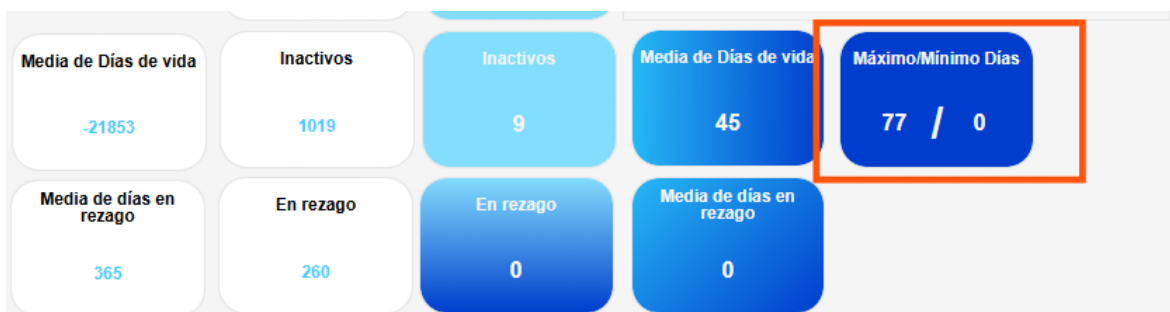 Media de Días de vida
-21853
Inactivos
1019
Inactivos
9
Media de Días de vida
45
Máximo/Mínimo Días
77 / 0
Media de días en
rezago
365
En rezago
260
En rezago
0
Media de días en
rezago
0